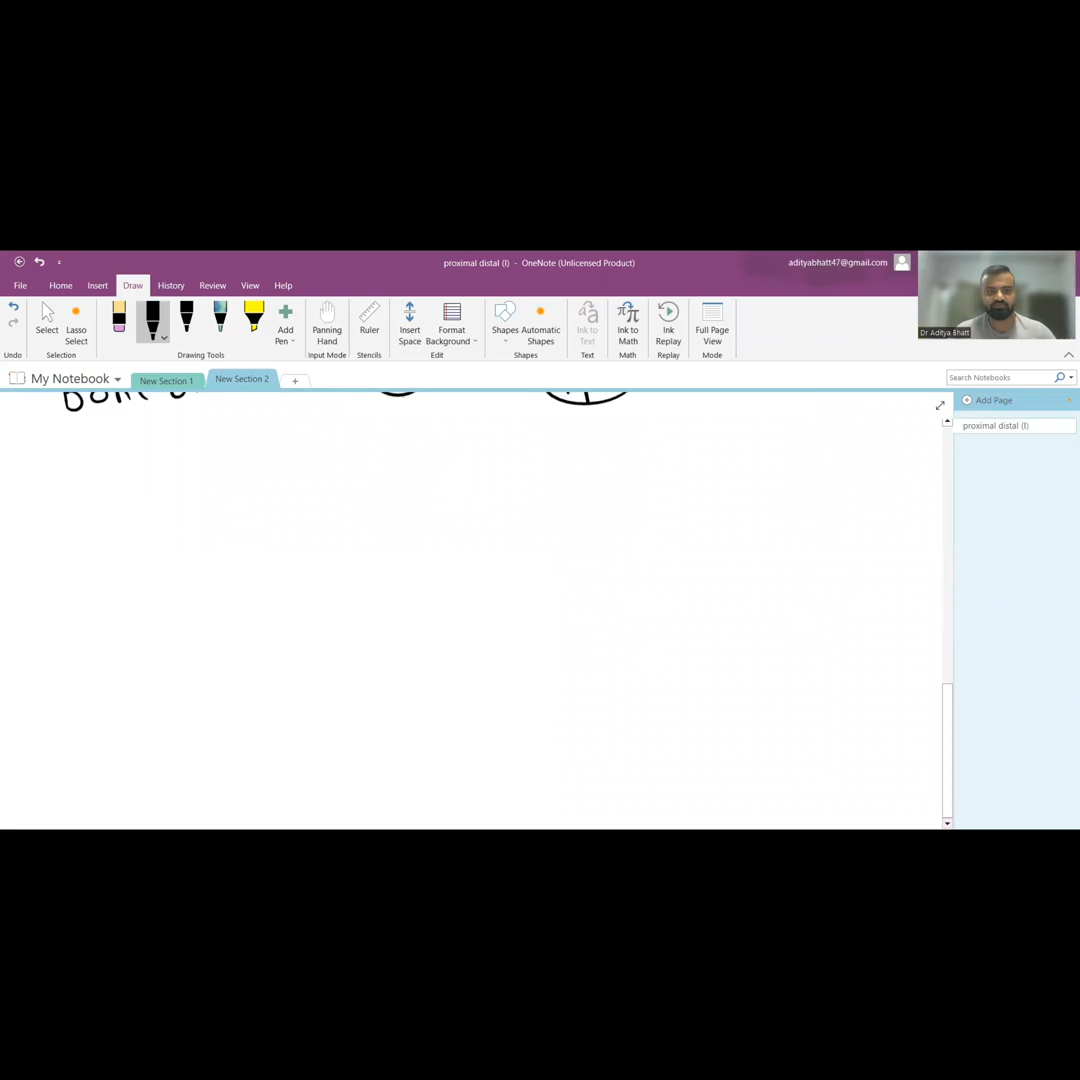 proximal distal (I) - OneNote (Unlicensed Product)
adityabhatt47@gmail.com
File Home Insert Draw History Review View Help
Undo
Select
Lasso Select
Selection
Add Pen
Drawing Tools
Panning Hand
Input Mode
Ruler
Stencils
Insert Space
Format Background
Edit
Shapes
Automatic Shapes
Shapes
Ink to Text
Text
Ink to Math
Math
Ink Replay
Replay
Full Page View
Mode
Dr Aditya Bhatt
My Notebook
New Section 1
New Section 2
Search Notebooks
Add Page
proximal distal (I)